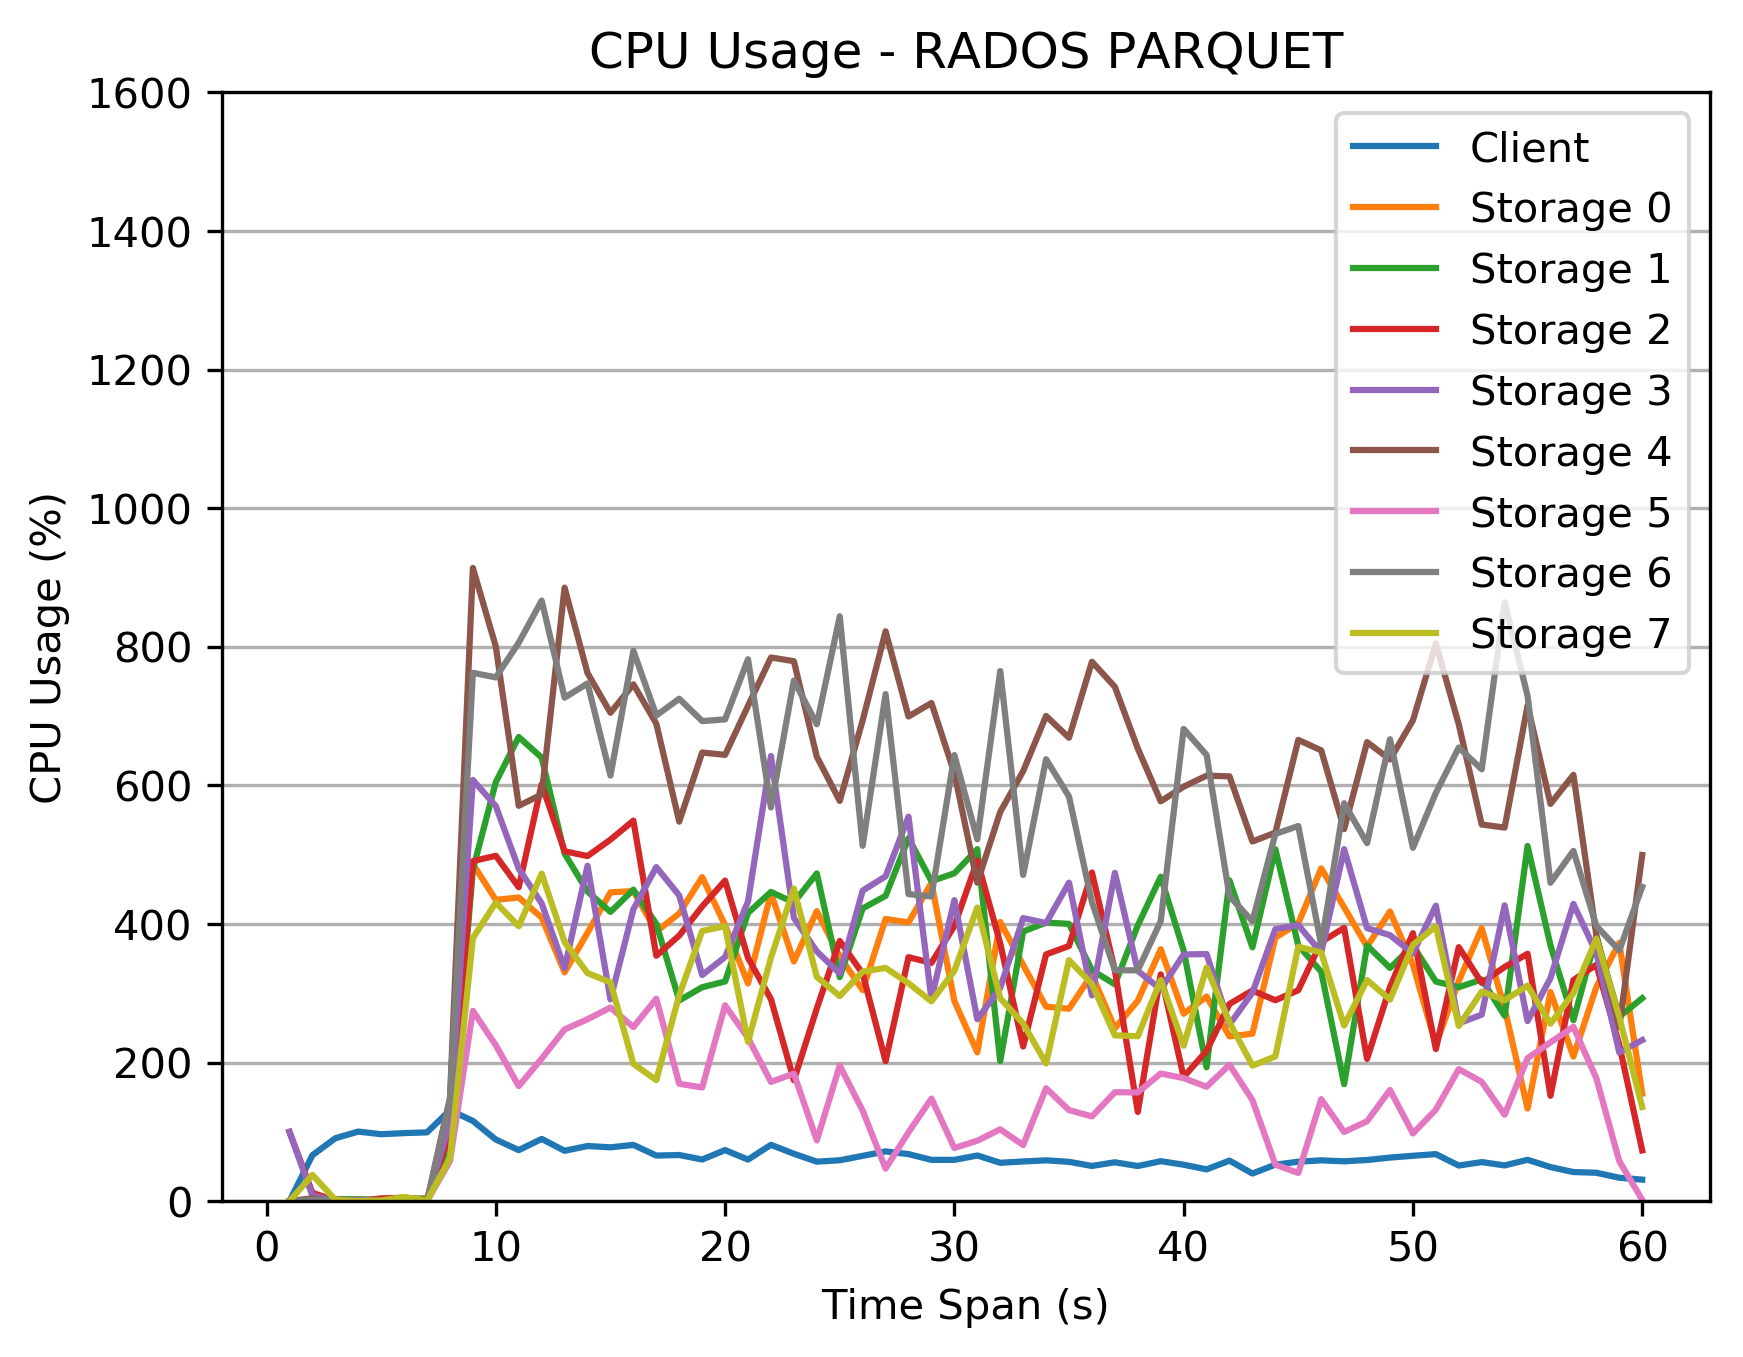 CPU Usage - RADOS PARQUET
1600
1400
1200
1000
800
600
400
200
0
CPU Usage (%)
Client
Storage 0
Storage 1
Storage 2
Storage 3
Storage 4
Storage 5
Storage 6
Storage 7
0 10 20 30 40 50 60
Time Span (s)